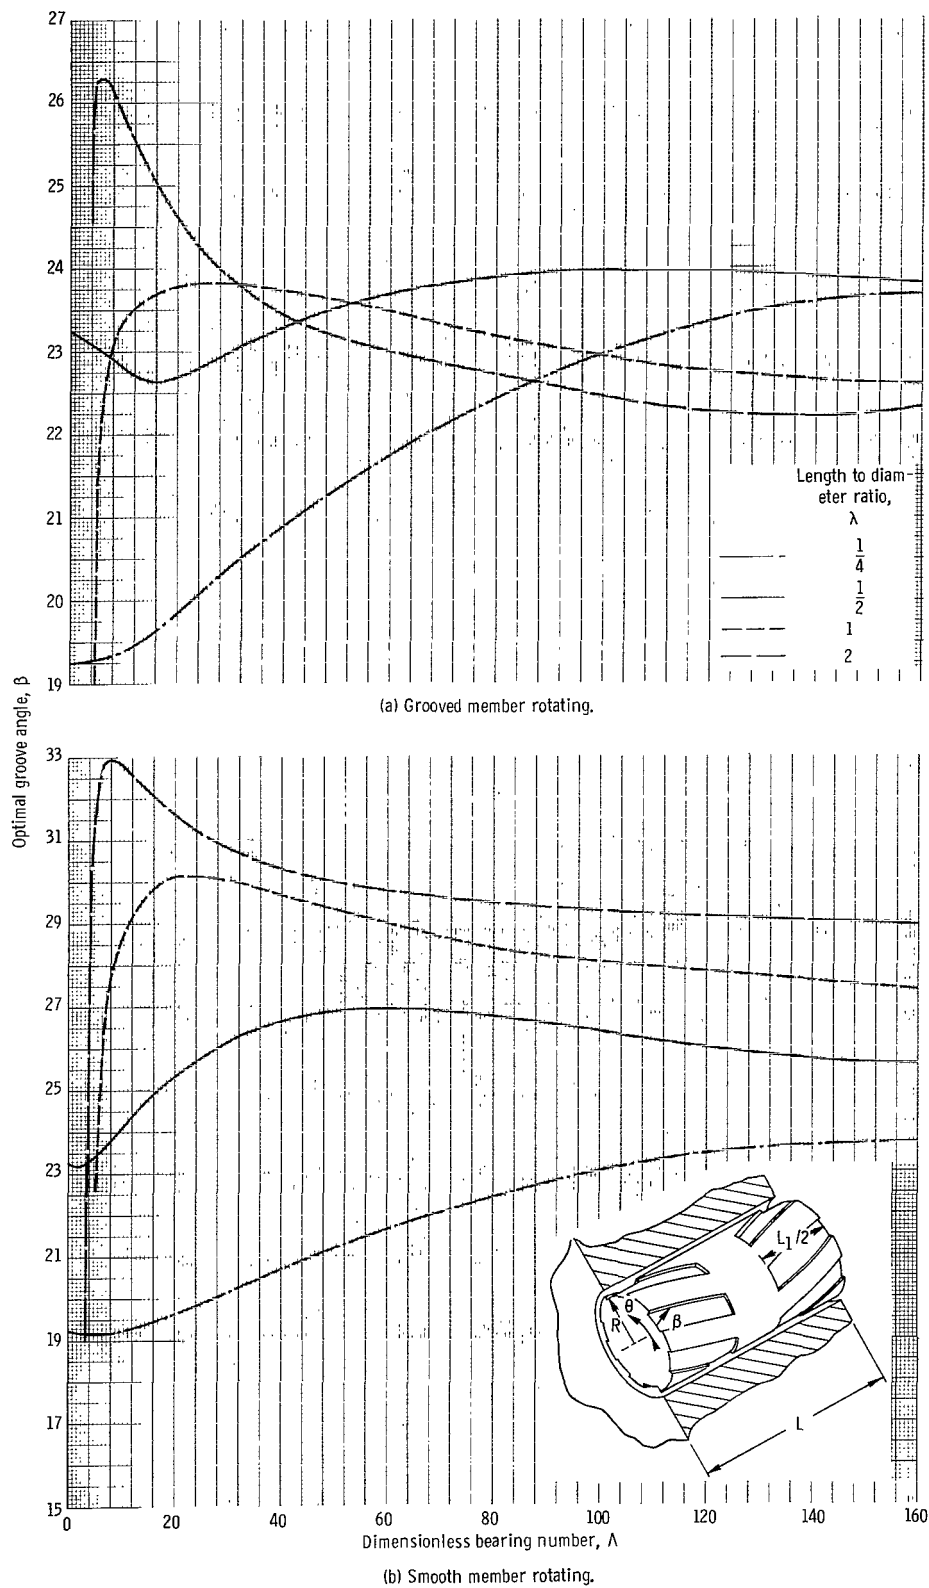 27
26
25
24
23
22
21
20
19
Length to diam-
eter ratio,
λ
1/4
1/2
1
2
(a) Grooved member rotating.
Optimal groove angle, β
33
31
29
27
25
23
21
19
17
15
L1/2
θ
R
β
L
0 20 40 60 80 100 120 140 160
Dimensionless bearing number, Λ
(b) Smooth member rotating.